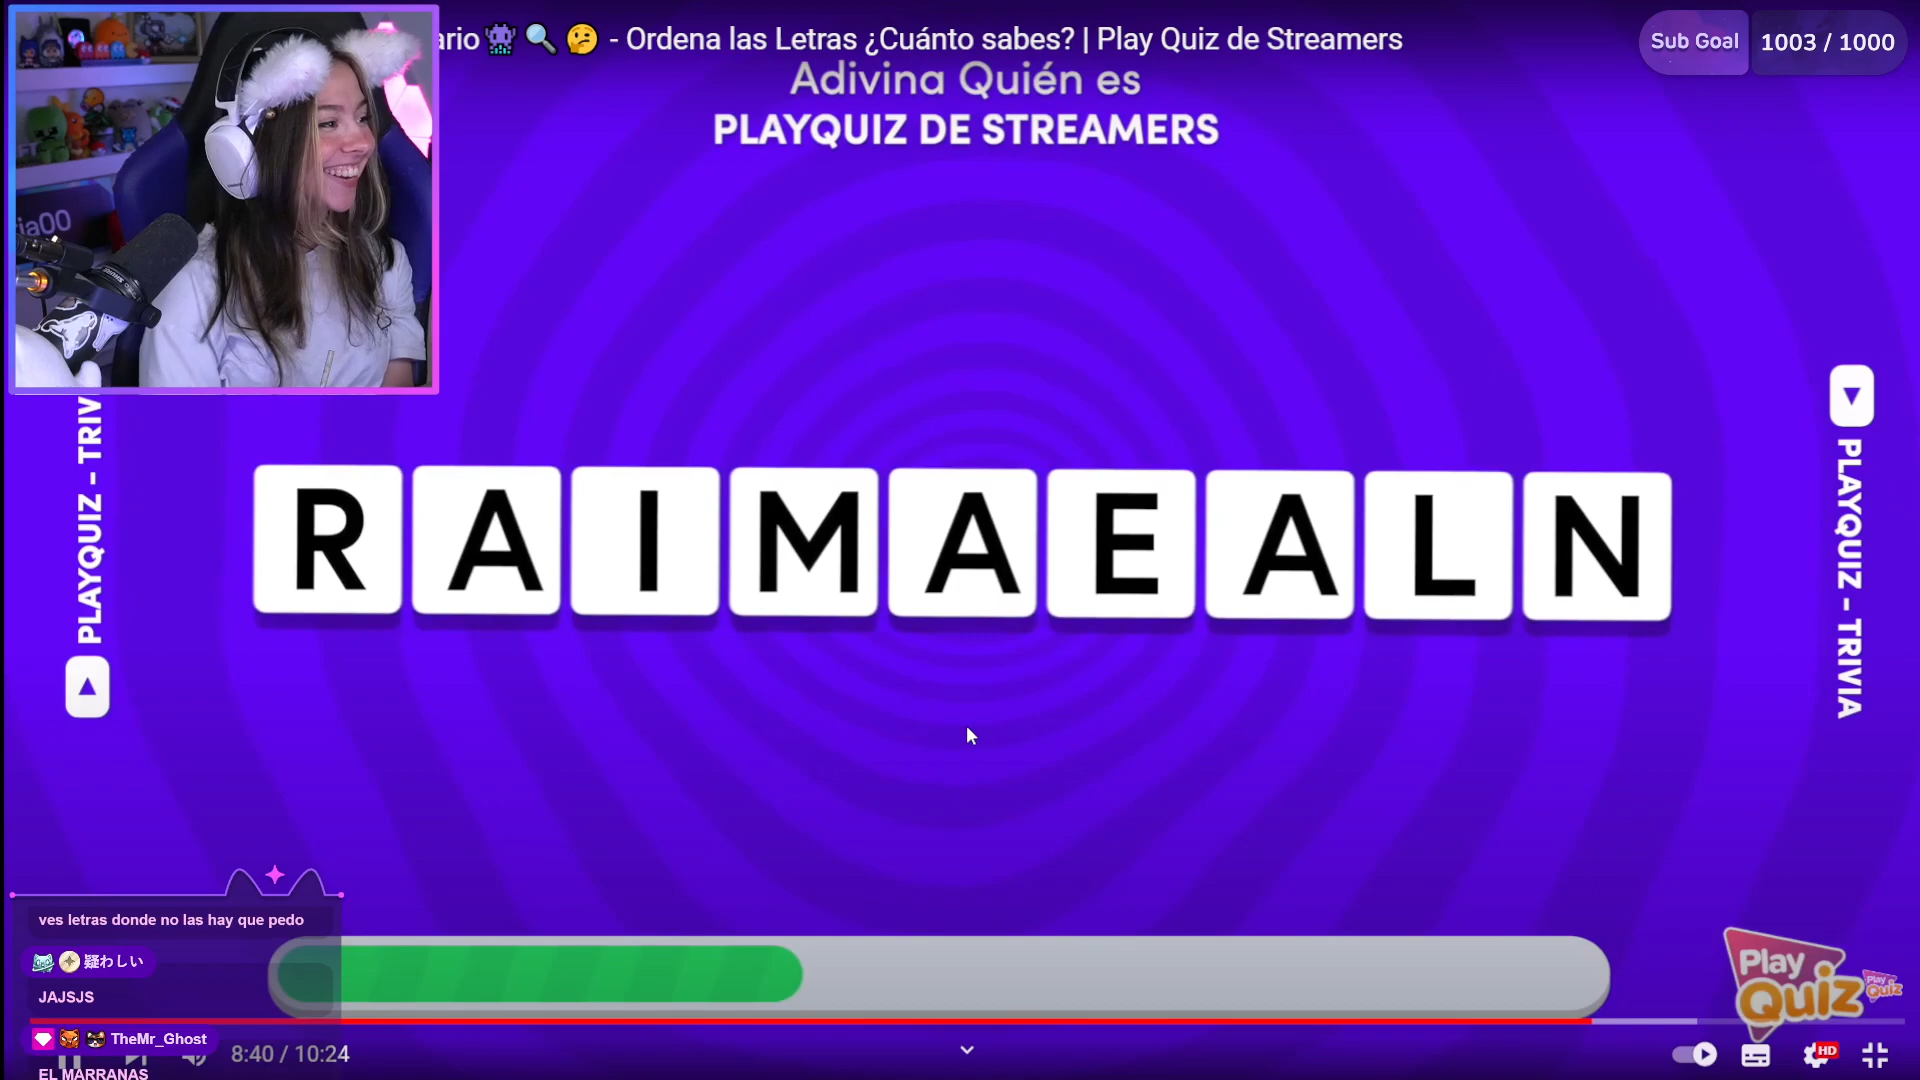 ario👾🔍🤔 - Ordena las Letras ¿Cuánto sabes? | Play Quiz de Streamers
Sub Goal 1003 / 1000
Adivina Quién es
PLAYQUIZ DE STREAMERS
ia00
PLAYQUIZ - TRIV
R A I M A E A L N
PLAYQUIZ - TRIVIA
ves letras donde no las hay que pedo
疑わしい
JAJSJS
TheMr_Ghost
EL MARRANAS
Play
Quiz
Play
Quiz
8:40 / 10:24
HD